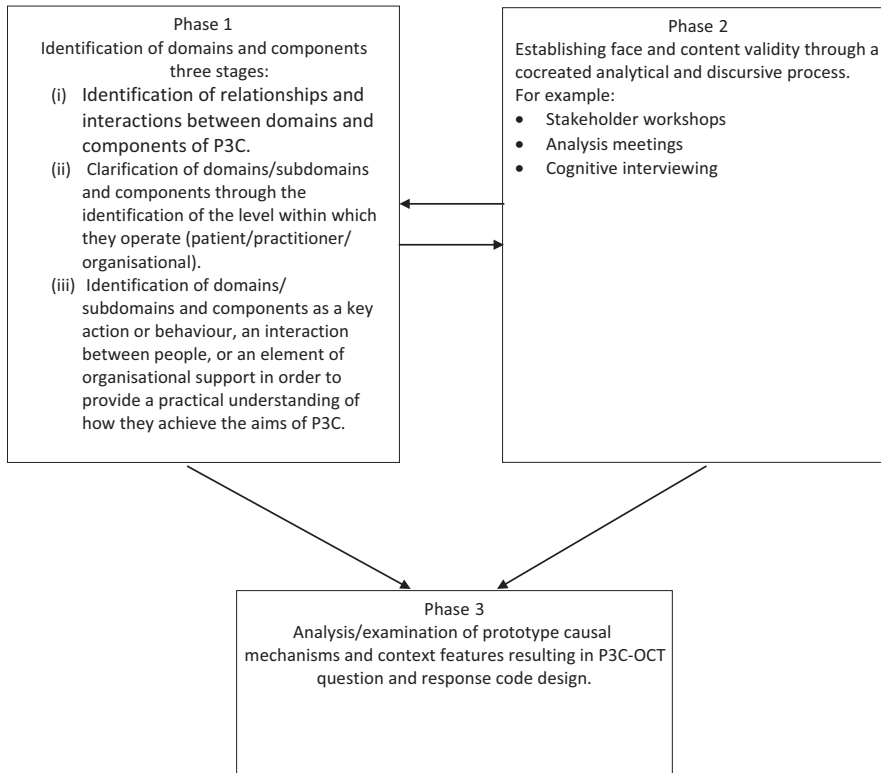 Phase 1
Identification of domains and components
three stages:
(i) Identification of relationships and
interactions between domains and
components of P3C.
(ii) Clarification of domains/subdomains
and components through the
identification of the level within which
they operate (patient/practitioner/
organisational).
(iii) Identification of domains/
subdomains and components as a key
action or behaviour, an interaction
between people, or an element of
organisational support in order to
provide a practical understanding of
how they achieve the aims of P3C.
Phase 2
Establishing face and content validity through a
cocreated analytical and discursive process.
For example:
• Stakeholder workshops
• Analysis meetings
• Cognitive interviewing
Phase 3
Analysis/examination of prototype causal
mechanisms and context features resulting in P3C-OCT
question and response code design.